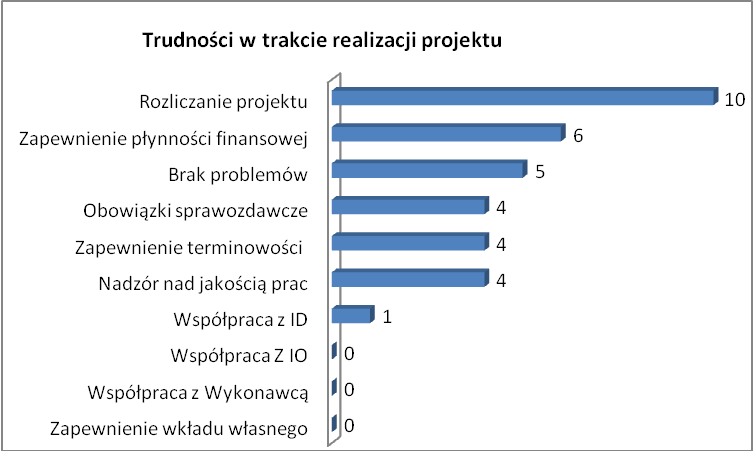 Trudności w trakcie realizacji projektu
Rozliczanie projektu 10
Zapewnienie płynności finansowej 6
Brak problemów 5
Obowiązki sprawozdawcze 4
Zapewnienie terminowości 4
Nadzór nad jakością prac 4
Współpraca z ID 1
Współpraca Z IO 0
Współpraca z Wykonawcą 0
Zapewnienie wkładu własnego 0